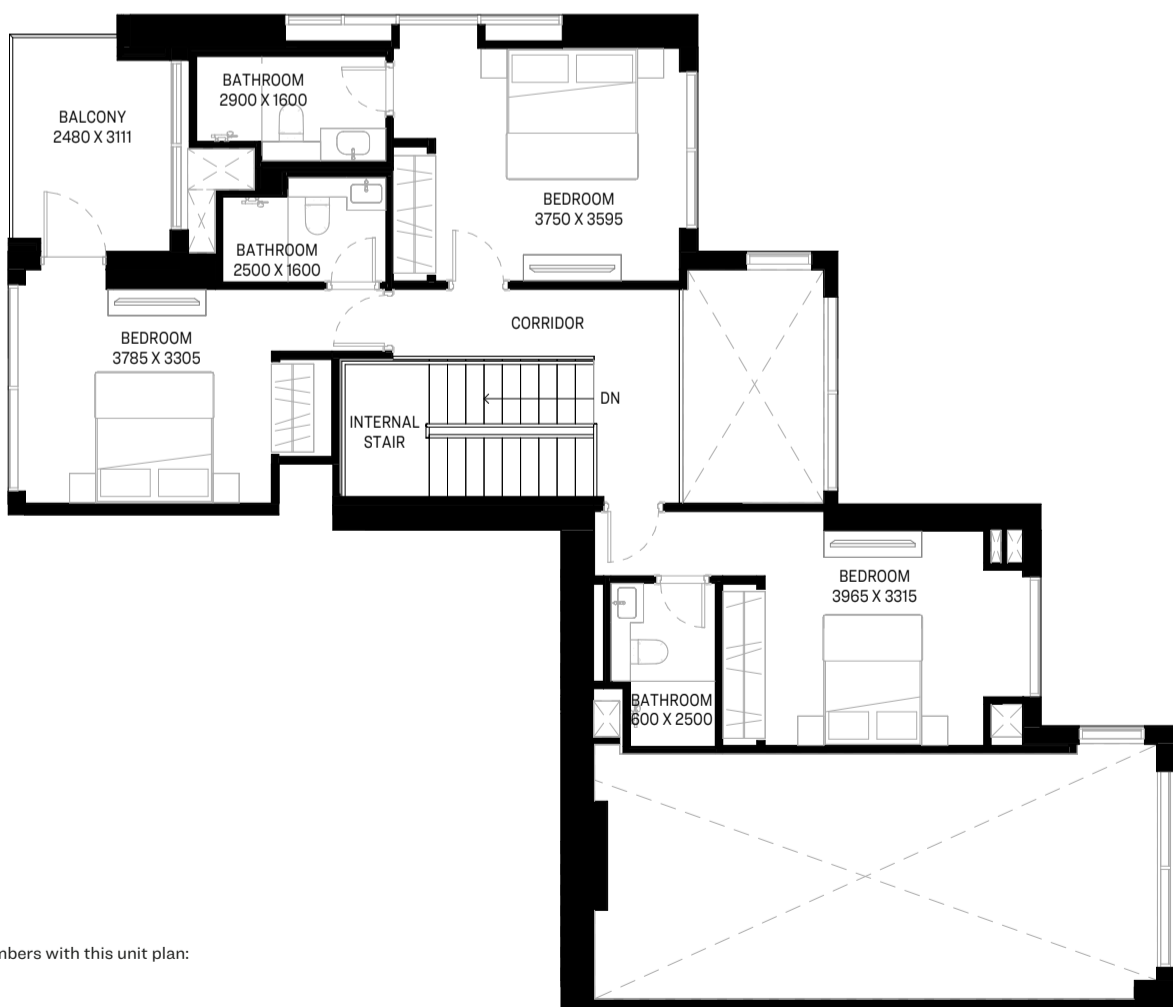 BATHROOM
2900 X 1600
BALCONY
2480 X 3111
BEDROOM
3750 X 3595
BATHROOM
2500 X 1600
CORRIDOR
BEDROOM
3785 X 3305
DN
INTERNAL
STAIR
BEDROOM
3965 X 3315
BATHROOM
600 X 2500
with this unit plan: